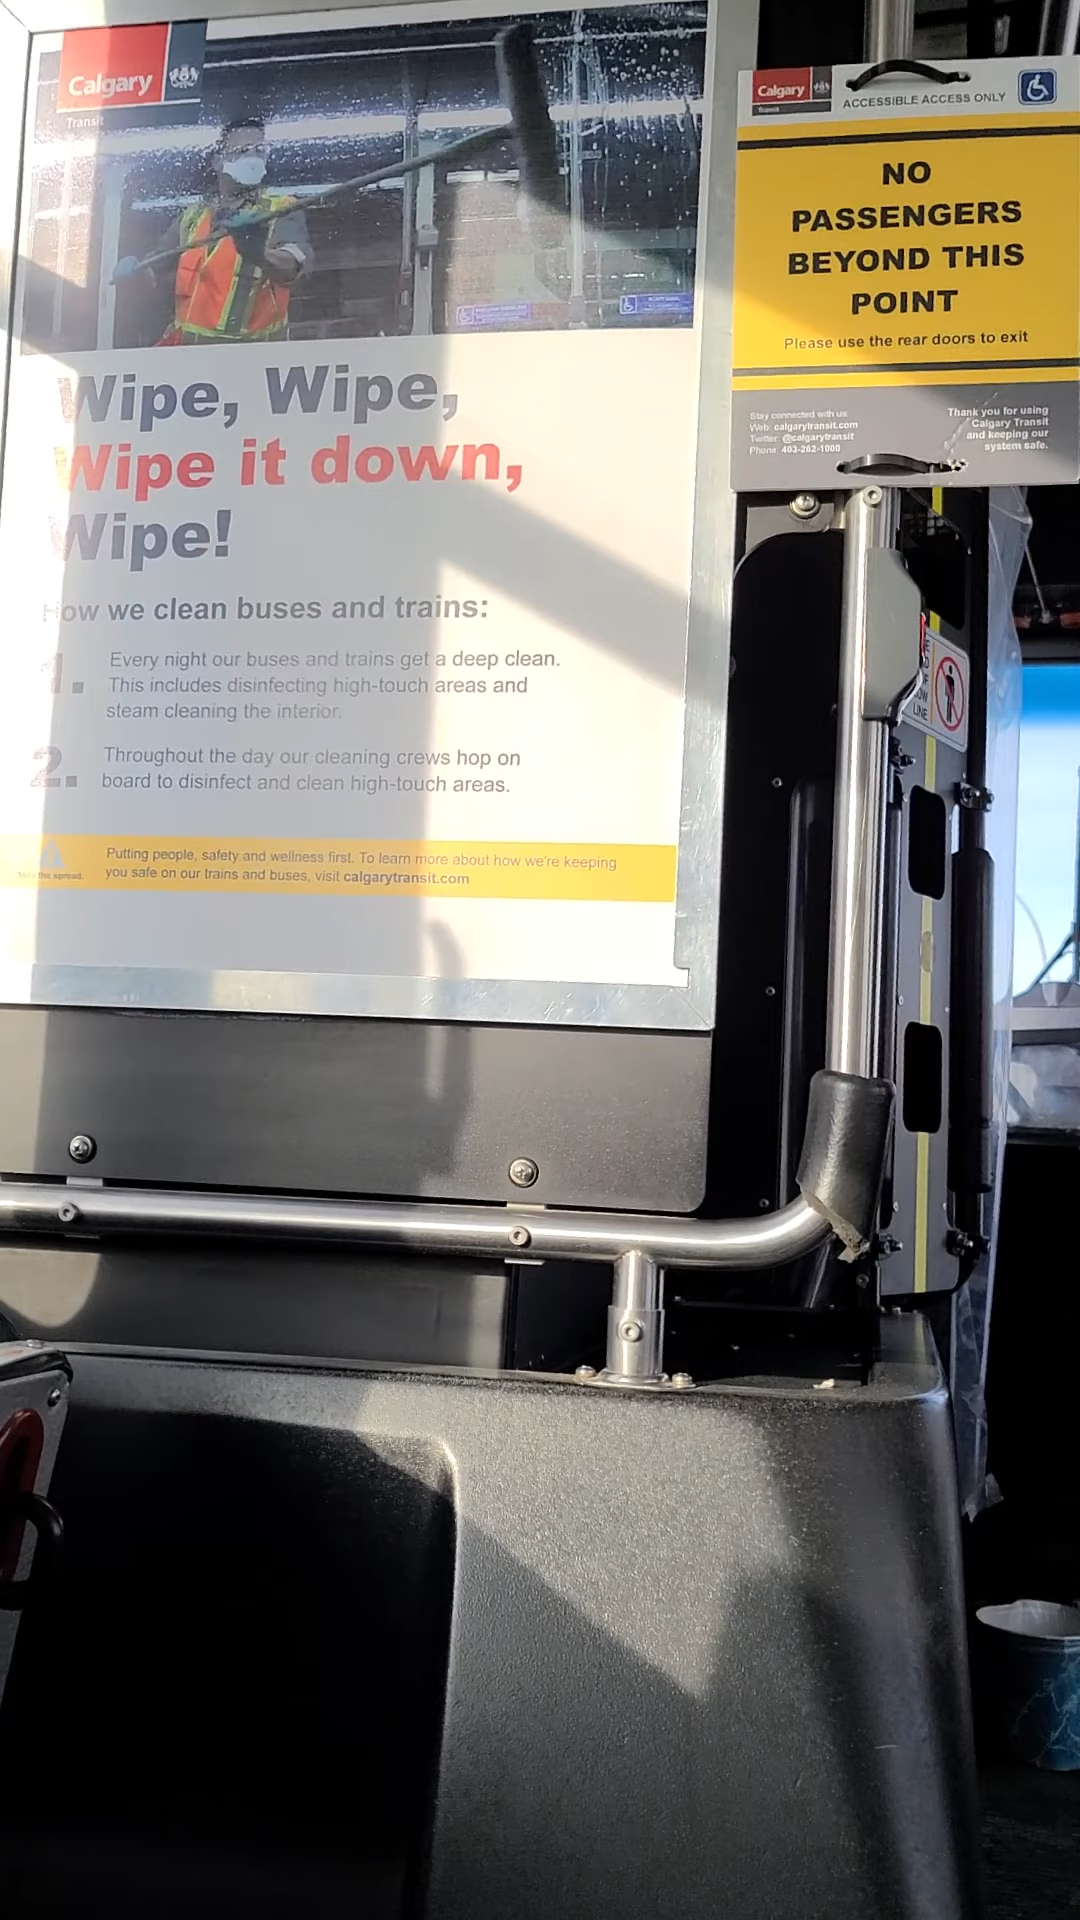 Calgary
Transit
Wipe, Wipe,
Wipe it down,
Wipe!
How we clean buses and trains:
1.
Every night our buses and trains get a deep clean.
This includes disinfecting high-touch areas and
steam cleaning the interior.
2.
Throughout the day our cleaning crews hop on
board to disinfect and clean high-touch areas.
Stop the spread.
Putting people, safety and wellness first. To learn more about how we're keeping
you safe on our trains and buses, visit calgarytransit.com
Calgary
Transit
ACCESSIBLE ACCESS ONLY
NO
PASSENGERS
BEYOND THIS
POINT
Please use the rear doors to exit
Stay connected with us:
Web: calgarytransit.com
Twitter: @calgarytransit
Phone: 403-262-1000
Thank you for using
Calgary Transit
and keeping our
system safe.
LINE